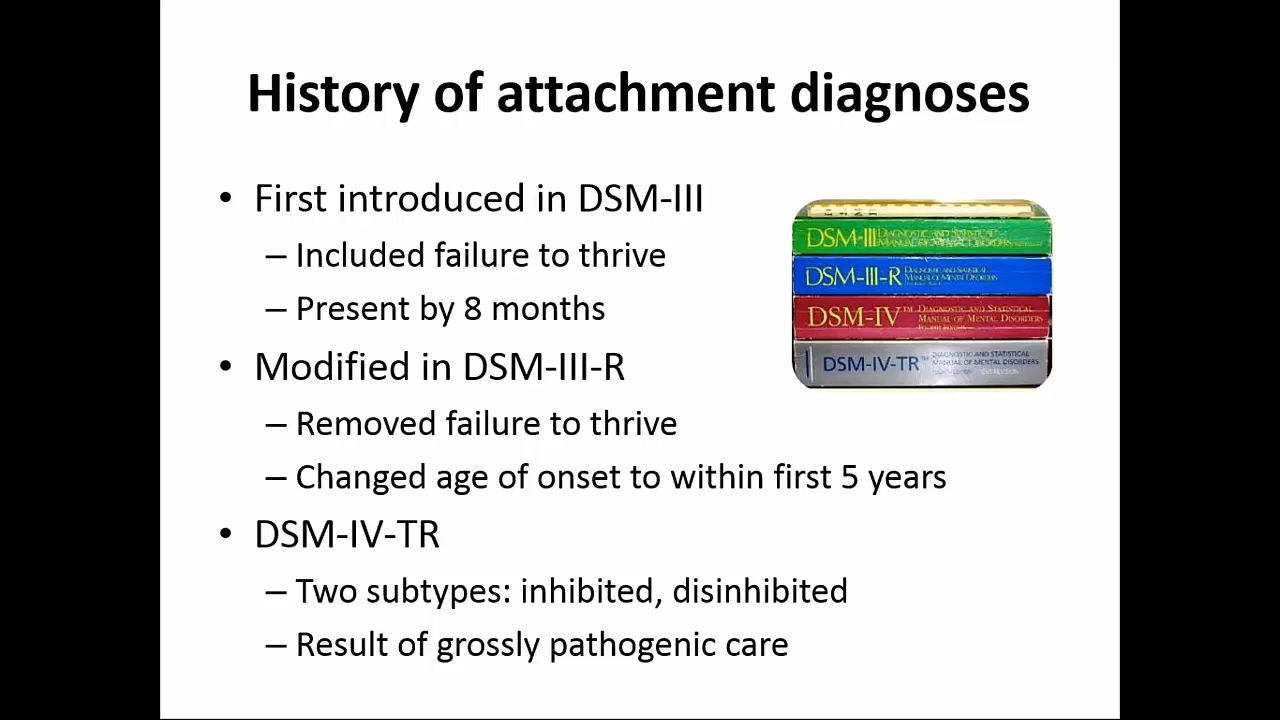 History of attachment diagnoses
• First introduced in DSM-III
– Included failure to thrive
– Present by 8 months
• Modified in DSM-III-R
– Removed failure to thrive
– Changed age of onset to within first 5 years
• DSM-IV-TR
– Two subtypes: inhibited, disinhibited
– Result of grossly pathogenic care
DSM-III DIAGNOSTIC AND STATISTICAL
MANUAL OF MENTAL DISORDERS
DSM-III-R DIAGNOSTIC AND STATISTICAL
MANUAL OF MENTAL DISORDERS
DSM-IV™ DIAGNOSTIC AND STATISTICAL
MANUAL OF MENTAL DISORDERS
FOURTH EDITION
DSM-IV-TR™ DIAGNOSTIC AND STATISTICAL
MANUAL OF MENTAL DISORDERS